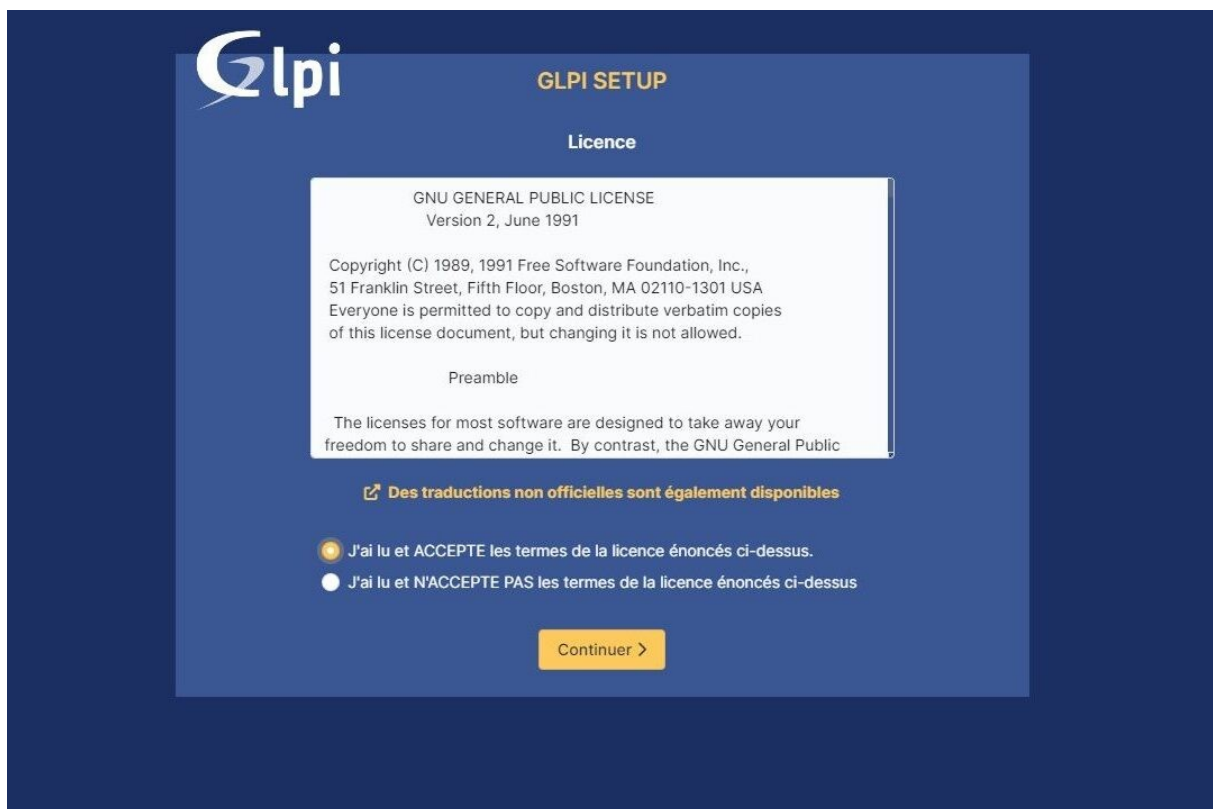 Glpi
GLPI SETUP
Licence
GNU GENERAL PUBLIC LICENSE
Version 2, June 1991
Copyright (C) 1989, 1991 Free Software Foundation, Inc.,
51 Franklin Street, Fifth Floor, Boston, MA 02110-1301 USA
Everyone is permitted to copy and distribute verbatim copies
of this license document, but changing it is not allowed.
Preamble
The licenses for most software are designed to take away your
freedom to share and change it. By contrast, the GNU General Public
Des traductions non officielles sont également disponibles
J'ai lu et ACCEPTE les termes de la licence énoncés ci-dessus.
J'ai lu et N'ACCEPTE PAS les termes de la licence énoncés ci-dessus
Continuer >